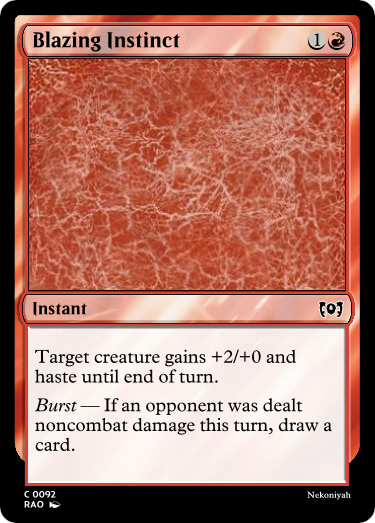 Blazing Instinct 1
Instant
Target creature gains +2/+0 and
haste until end of turn.
Burst — If an opponent was dealt
noncombat damage this turn, draw a
card.
C 0092
RAO Nekoniyah